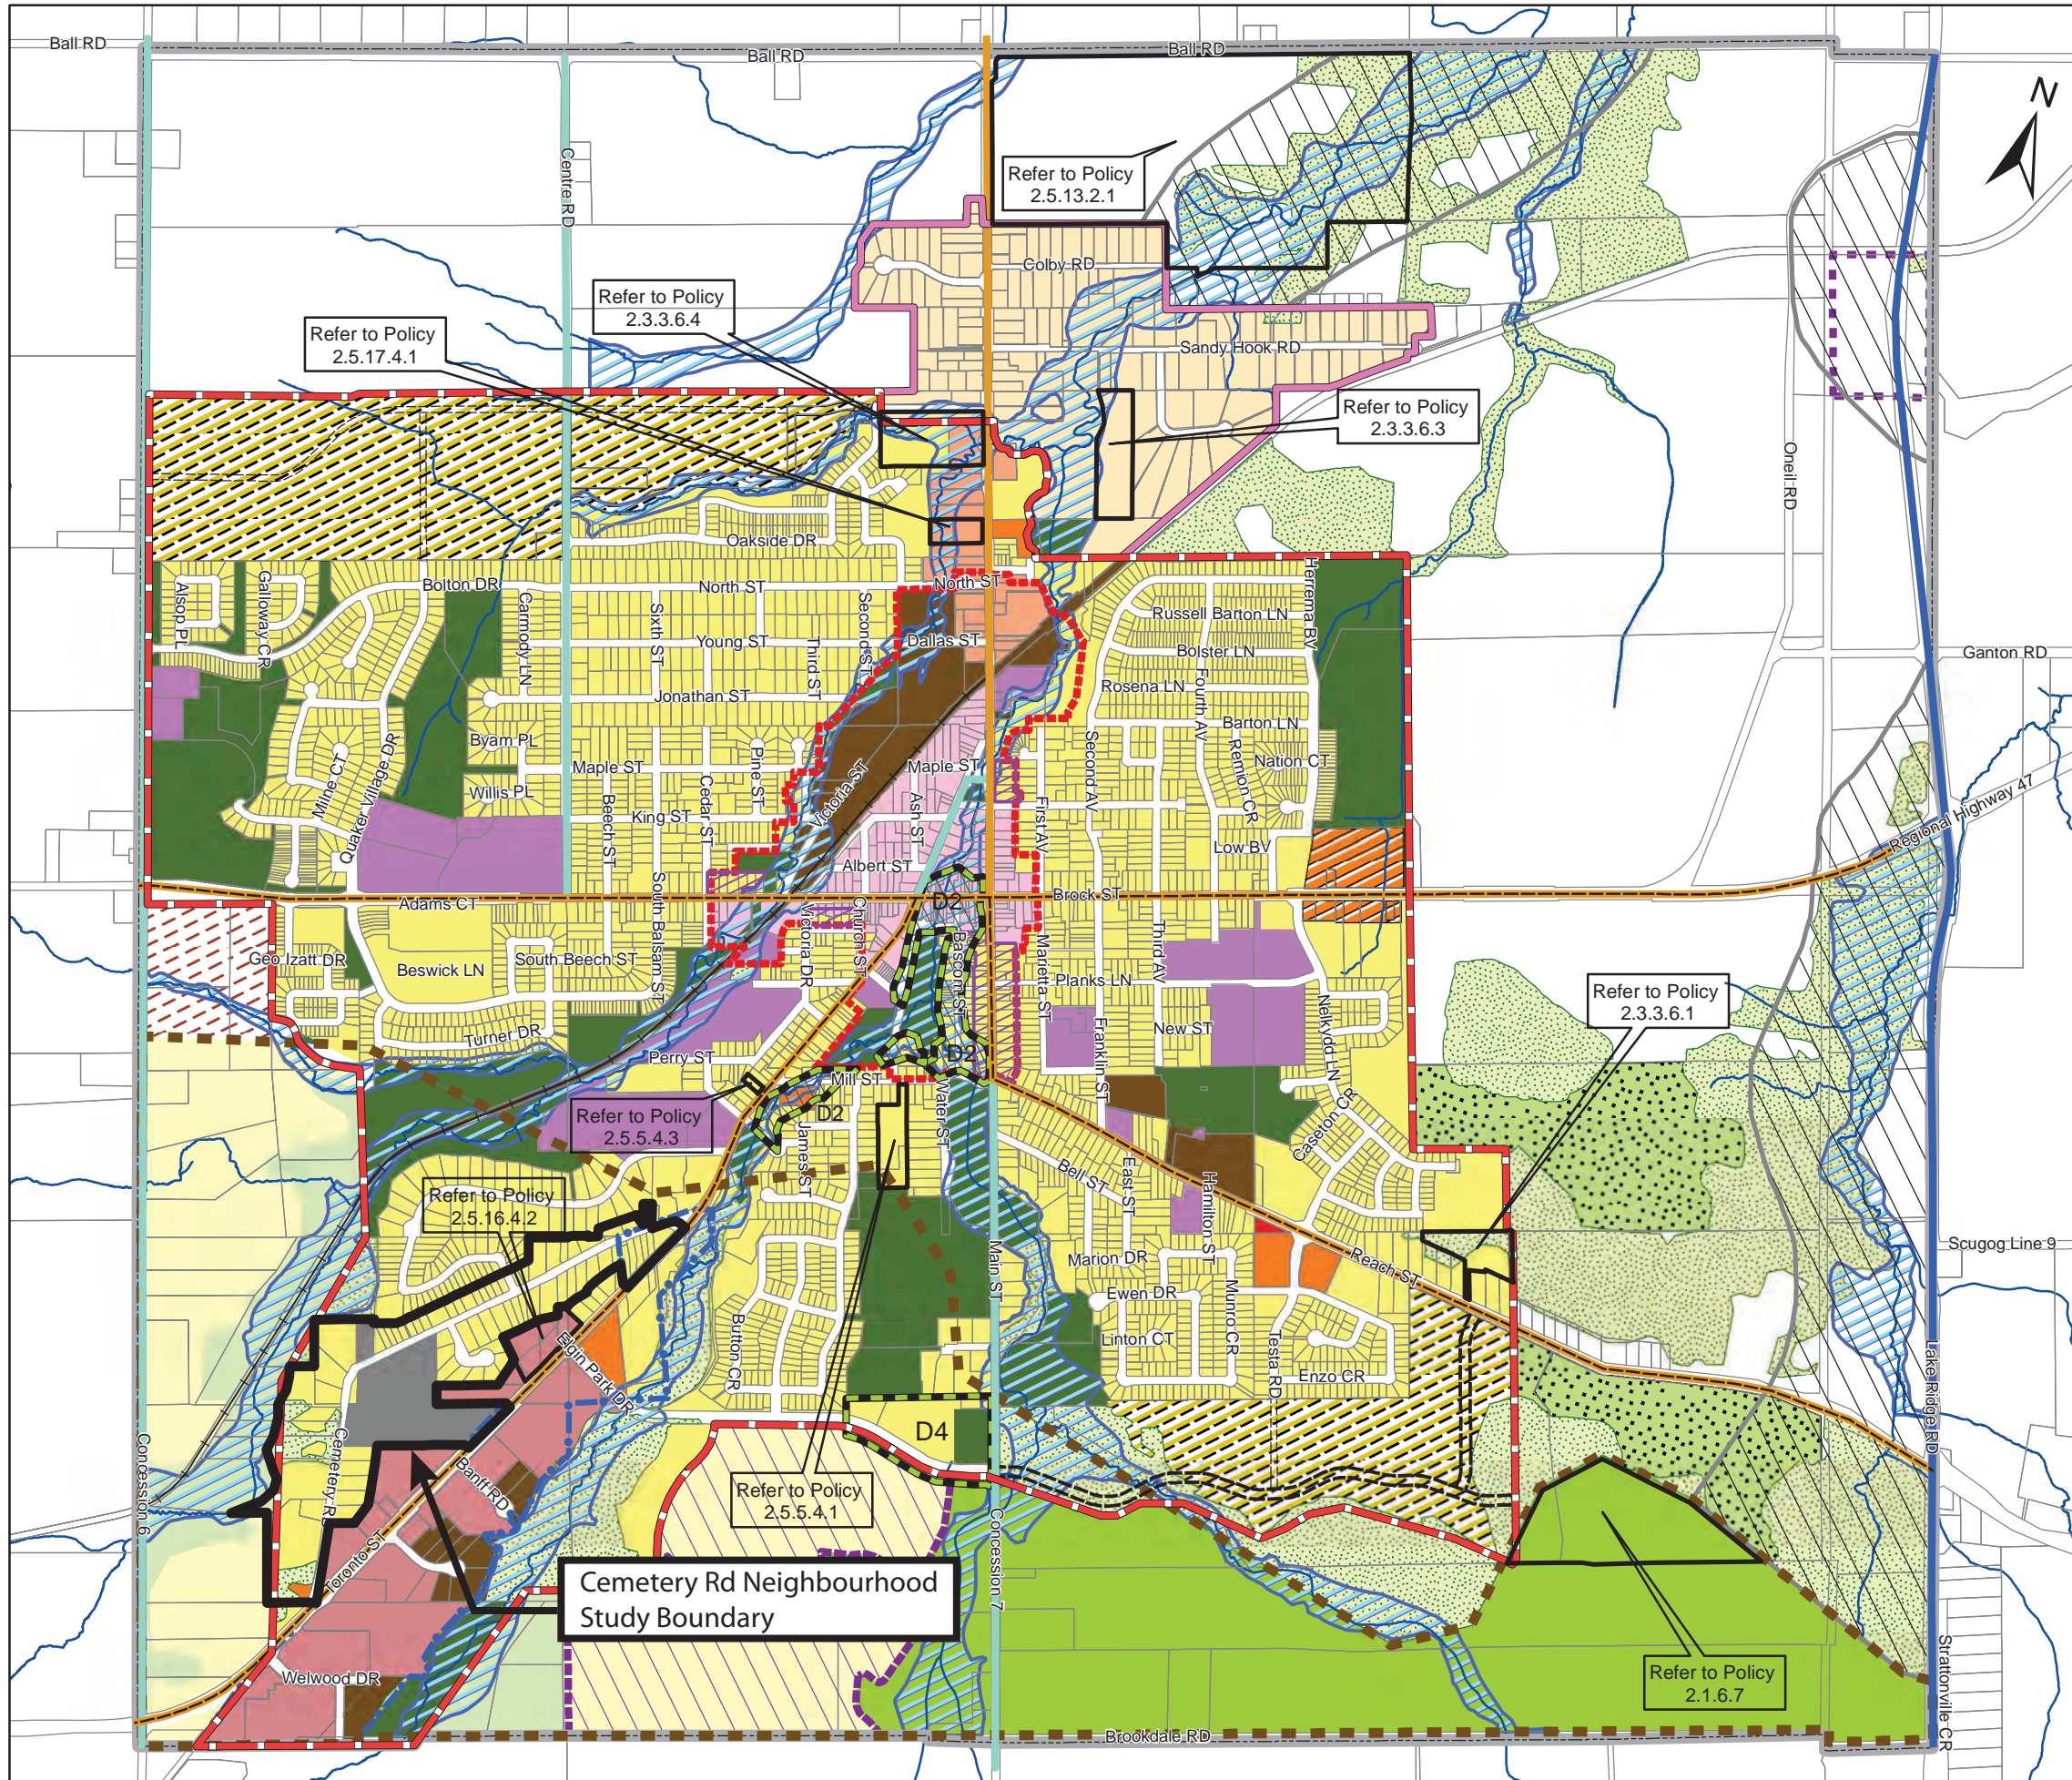 Ball RD
Ball RD
Ball RD
N
Centre RD
Refer to Policy
2.5.13.2.1
Colby RD
Refer to Policy
2.3.3.6.4
Refer to Policy
2.5.17.4.1
Sandy Hook RD
Refer to Policy
2.3.3.6.3
Oneil RD
Oakside DR
Alsop PL
Galloway CR
Bolton DR
Carmody LN
North ST
North ST
Sixth ST
Second ST
Young ST
Third ST
Dallas ST
Jonathan ST
Herrema BV
Russell Barton LN
Bolster LN
Rosena LN
Fourth AV
Barton LN
Ganton RD
Byam PL
Maple ST
Pine ST
Maple ST
Second AV
Remion CR
Nation CT
Milne CT
Quaker Village DR
Willis PL
Beech ST
King ST
Cedar ST
Victoria ST
Ash ST
First AV
Low BV
Regional Highway 47
Albert ST
Adams CT
South Balsam ST
Victoria DR
Church ST
D2
Brock ST
Geo Izatt DR
Beswick LN
South Beech ST
Bascom ST
Marietta ST
Third AV
Planks LN
Refer to Policy
2.3.3.6.1
Turner DR
Perry ST
D2
New ST
Franklin ST
Nelkydd LN
Mill ST
Water ST
Refer to Policy
2.5.5.4.3
D2
James ST
Caseton CR
Bell ST
East ST
Hamilton ST
Refer to Policy
2.5.16.4.2
Main ST
Marion DR
Reach ST
Scugog Line 9
Ewen DR
Munro CR
Elgin Park DR
Button CR
Linton CT
Testa RD
Enzo CR
Lake Ridge RD
Concession 6
Cemetery RD
D4
Banff RD
Refer to Policy
2.5.5.4.1
Toronto ST
Concession 7
Cemetery Rd Neighbourhood
Study Boundary
Welwood DR
Refer to Policy
2.1.6.7
Strattonville CR
Brookdale RD